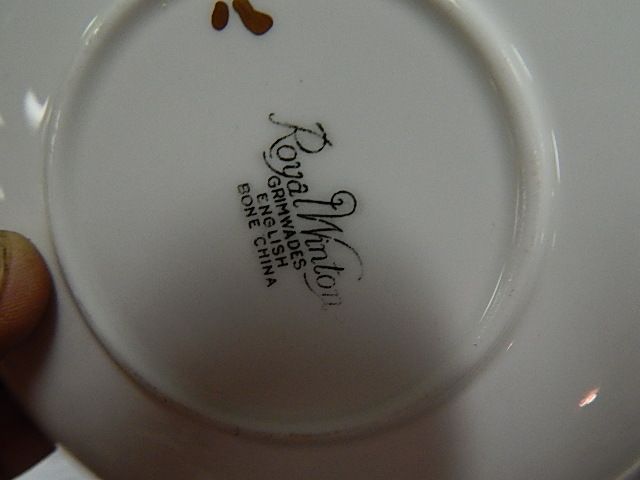 Royal Winton
GRIMWADES
ENGLISH
BONE CHINA